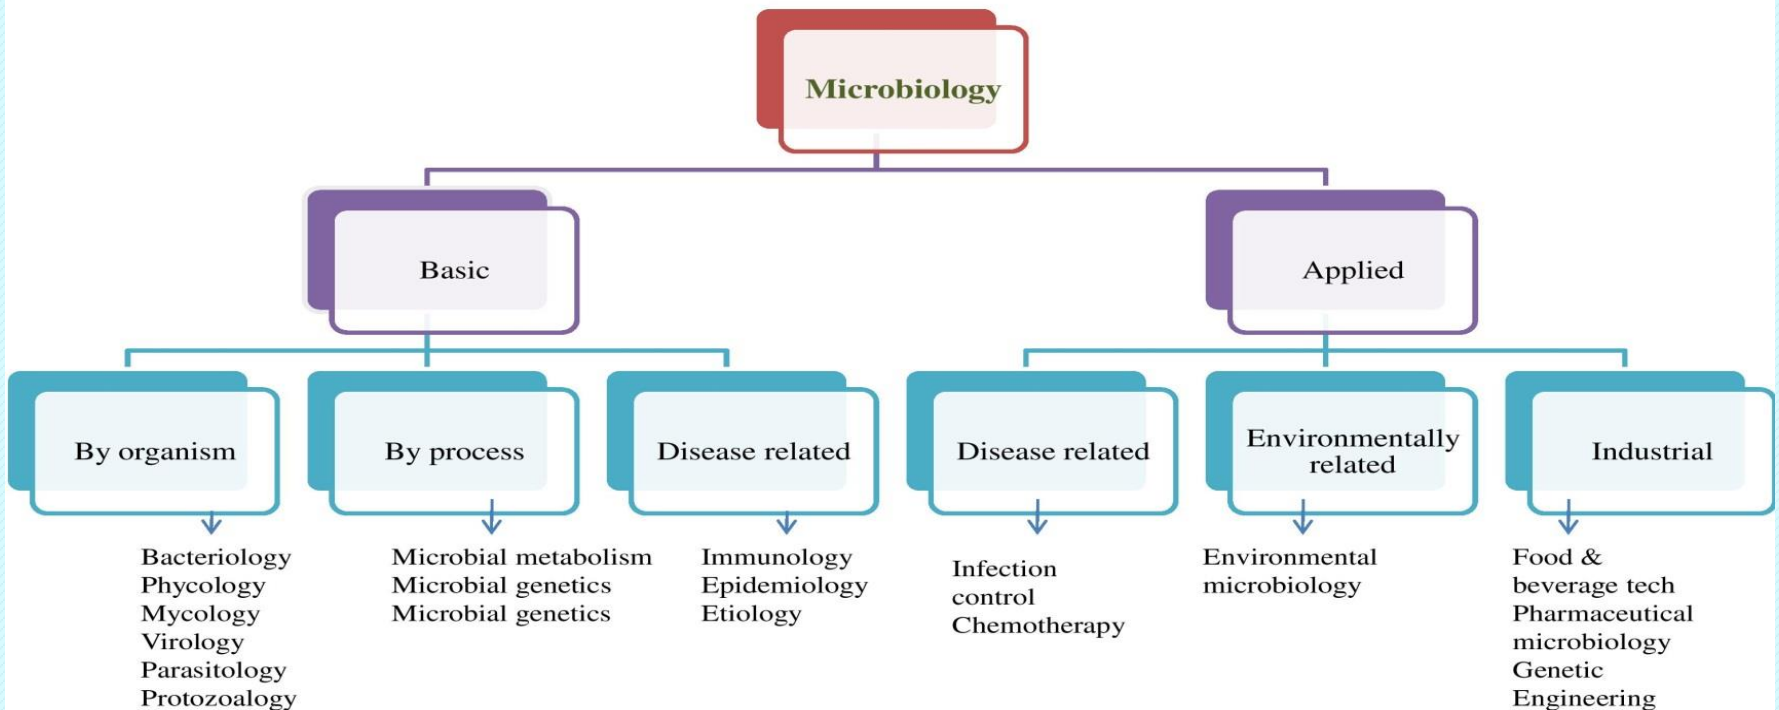 Microbiology
Basic
Applied
By organism
By process
Disease related
Disease related
Environmentally
related
Industrial
Bacteriology
Phycology
Mycology
Virology
Parasitology
Protozoalogy
Microbial metabolism
Microbial genetics
Microbial genetics
Immunology
Epidemiology
Etiology
Infection
control
Chemotherapy
Environmental
microbiology
Food &
beverage tech
Pharmaceutical
microbiology
Genetic
Engineering